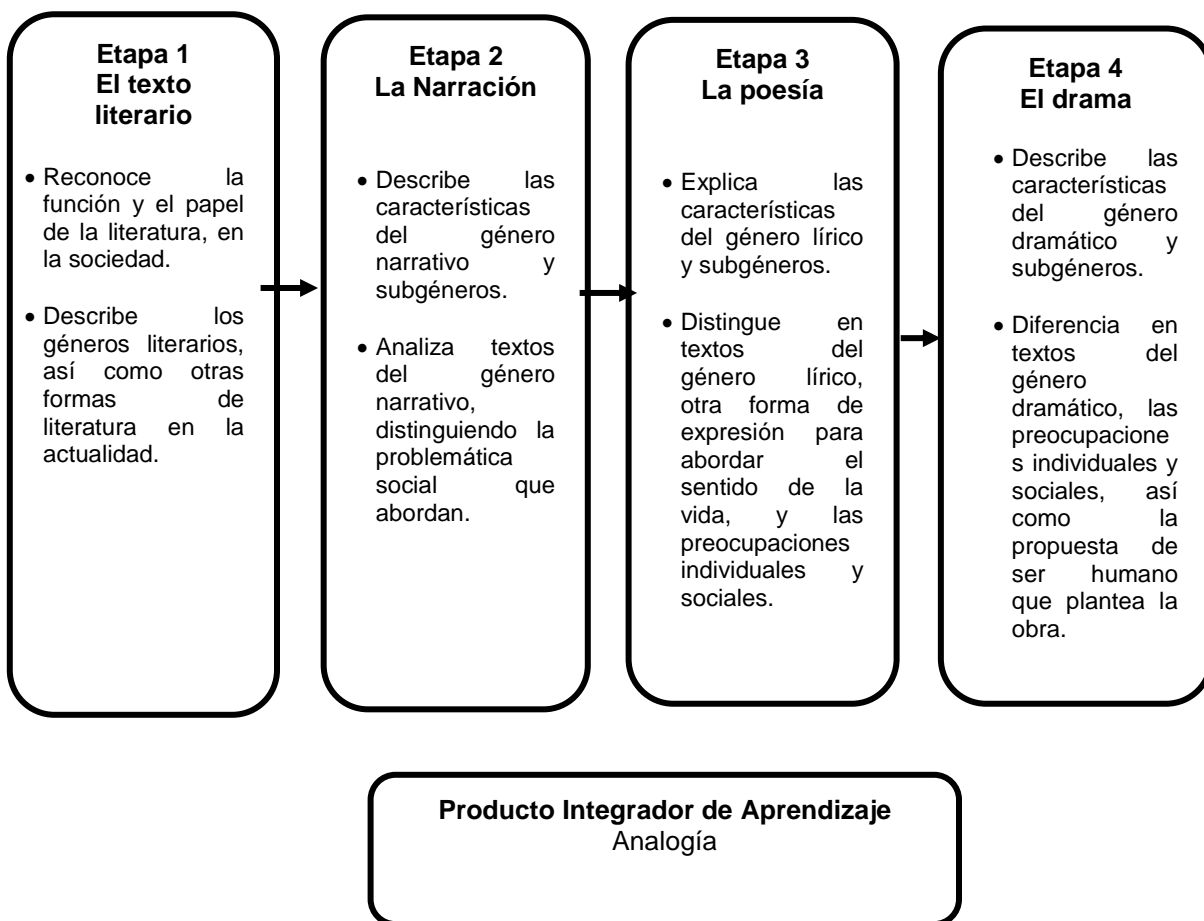 Etapa 1
El texto
literario
• Reconoce la
función y el papel
de la literatura, en
la sociedad.
• Describe los
géneros literarios,
así como otras
formas de
literatura en la
actualidad.
Etapa 2
La Narración
• Describe las
características
del género
narrativo y
subgéneros.
• Analiza textos
del género
narrativo,
distinguiendo la
problemática
social que
abordan.
Etapa 3
La poesía
• Explica las
características
del género lírico
y subgéneros.
• Distingue en
textos del
género lírico,
otra forma de
expresión para
abordar el
sentido de la
vida, y las
preocupaciones
individuales y
sociales.
Etapa 4
El drama
• Describe las
características
del género
dramático y
subgéneros.
• Diferencia en
textos del
género
dramático, las
preocupacione
s individuales y
sociales, así
como la
propuesta de
ser humano
que plantea la
obra.
Producto Integrador de Aprendizaje
Analogía